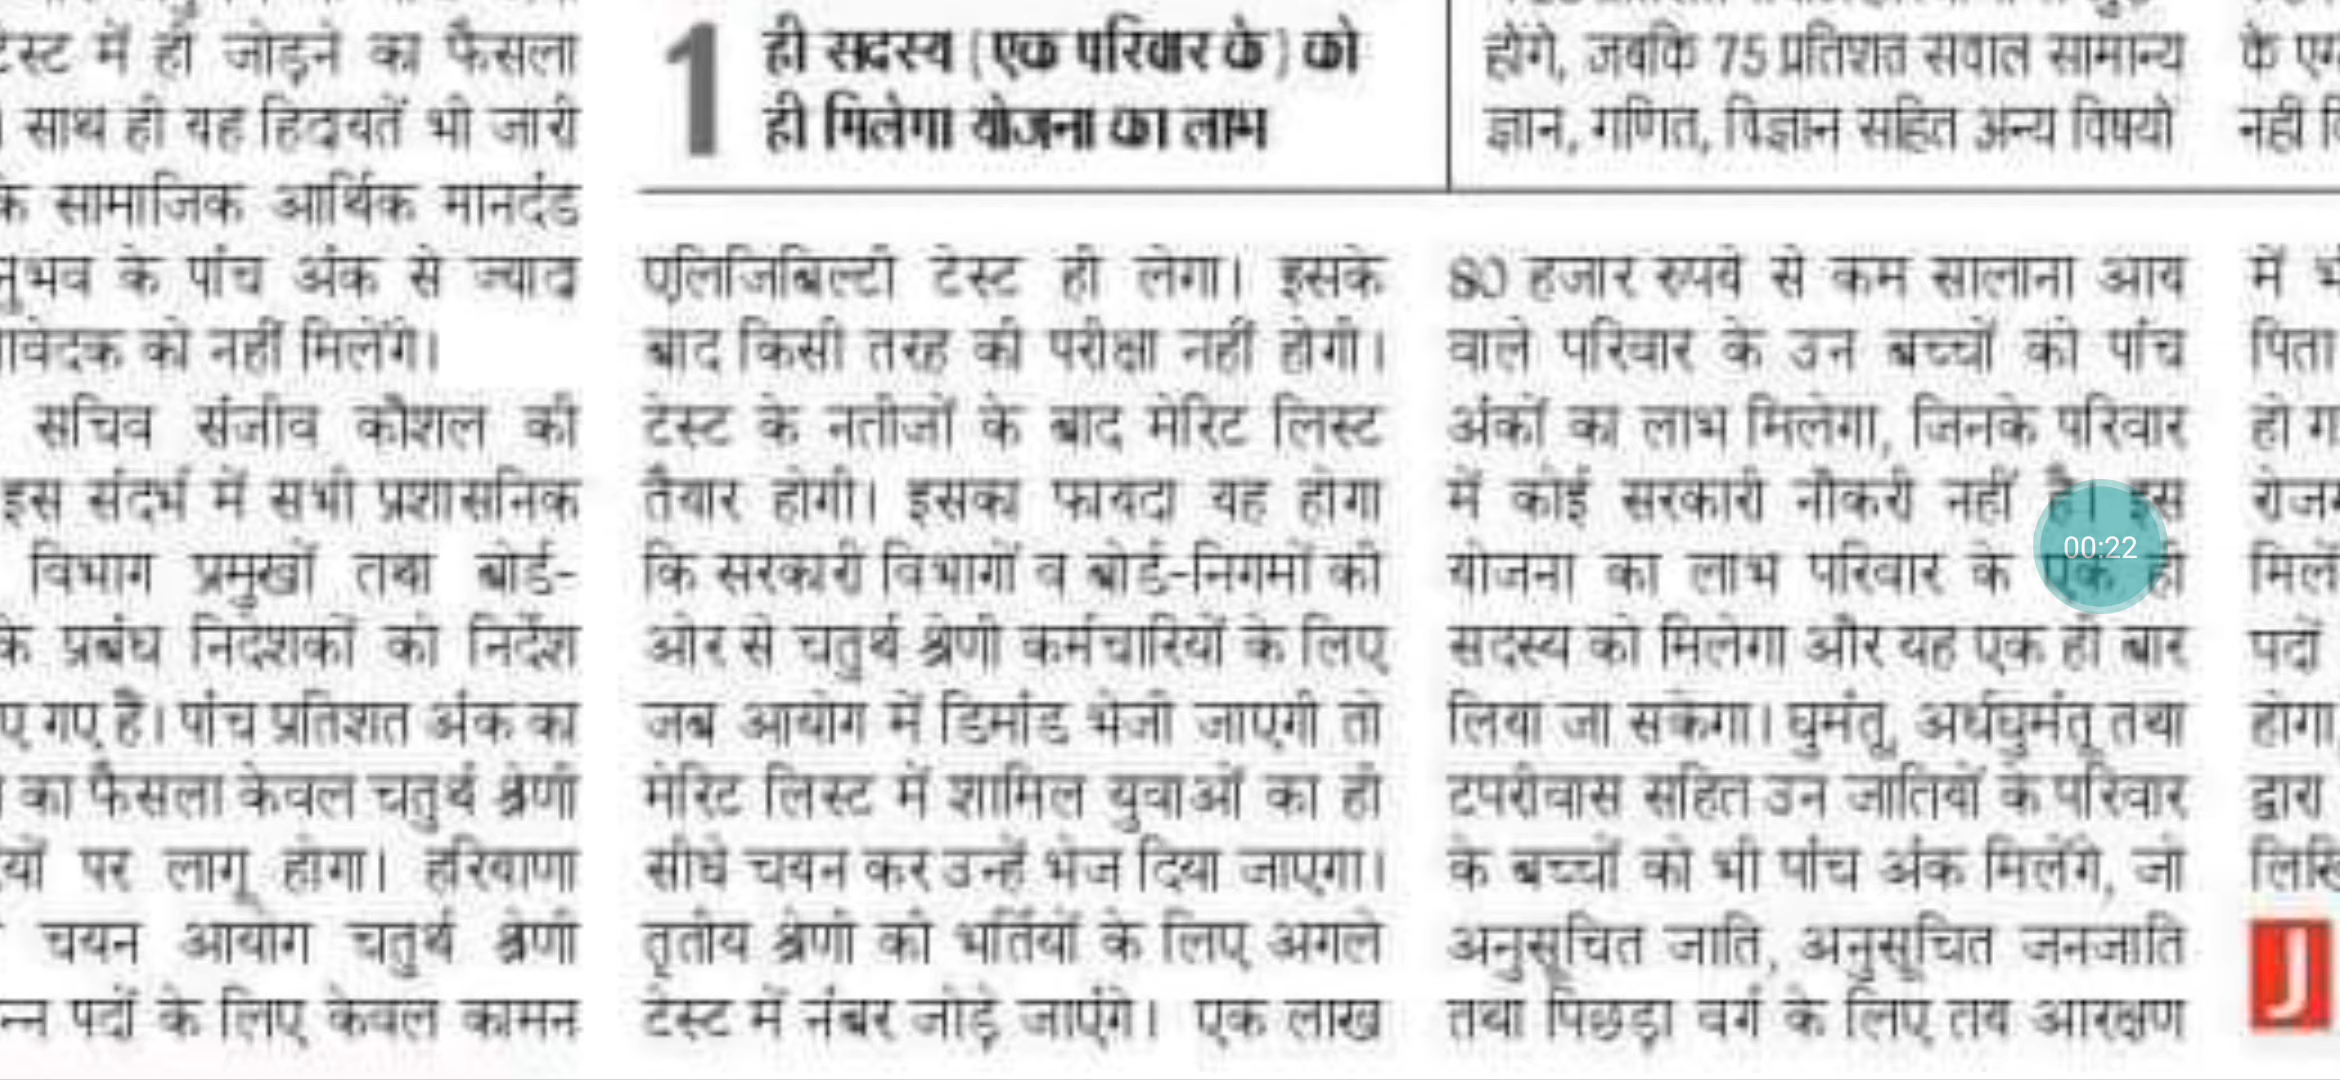 टेस्ट में ही जोड़ने का फैसला
साथ ही यह हिदायतें भी जारी
के सामाजिक आर्थिक मानदंड
के पांच अंक से ज्यादा
को नहीं मिलेंगे।
सचिव संजीव कौशल की
इस संदर्भ में सभी प्रशासनिक
विभाग प्रमुखों तथा बोर्ड-
के प्रबंध निदेशकों को निर्देश
गए हैं। पांच प्रतिशत अंक का
का फैसला केवल चतुर्थ श्रेणी
पर लागू होगा। हरियाणा
चयन आयोग चतुर्थ श्रेणी
पदों के लिए केवल कामन
1 ही सदस्य (एक परिवार के) को
ही मिलेगा योजना का लाभ
एलिजिबिल्टी टेस्ट ही लेगा। इसके
बाद किसी तरह की परीक्षा नहीं होगी।
टेस्ट के नतीजों के बाद मेरिट लिस्ट
तैयार होगी। इसका फायदा यह होगा
कि सरकारी विभागों व बोर्ड-निगमों की
ओर से चतुर्थ श्रेणी कर्मचारियों के लिए
जब आयोग में डिमांड भेजी जाएगी तो
मेरिट लिस्ट में शामिल युवाओं का ही
सीधे चयन कर उन्हें भेज दिया जाएगा।
तृतीय श्रेणी की भर्तियों के लिए अगले
टेस्ट में नंबर जोड़े जाएंगे। एक लाख
होंगे, जबकि 75 प्रतिशत सवाल सामान्य
ज्ञान, गणित, विज्ञान सहित अन्य विषयों
80 हजार रुपये से कम सालाना आय
वाले परिवार के उन बच्चों को पांच
अंकों का लाभ मिलेगा, जिनके परिवार
में कोई सरकारी नौकरी नहीं है। इस
योजना का लाभ परिवार के एक ही
सदस्य को मिलेगा और यह एक ही बार
लिया जा सकेगा। घुमंतू, अर्धघुमंतू तथा
टपरीवास सहित उन जातियों के परिवार
के बच्चों को भी पांच अंक मिलेंगे, जो
अनुसूचित जाति, अनुसूचित जनजाति
तथा पिछड़ा वर्ग के लिए तय आरक्षण
00:22
के
नहीं
में
पिता
हो
पदों
होगा
द्वारा
J